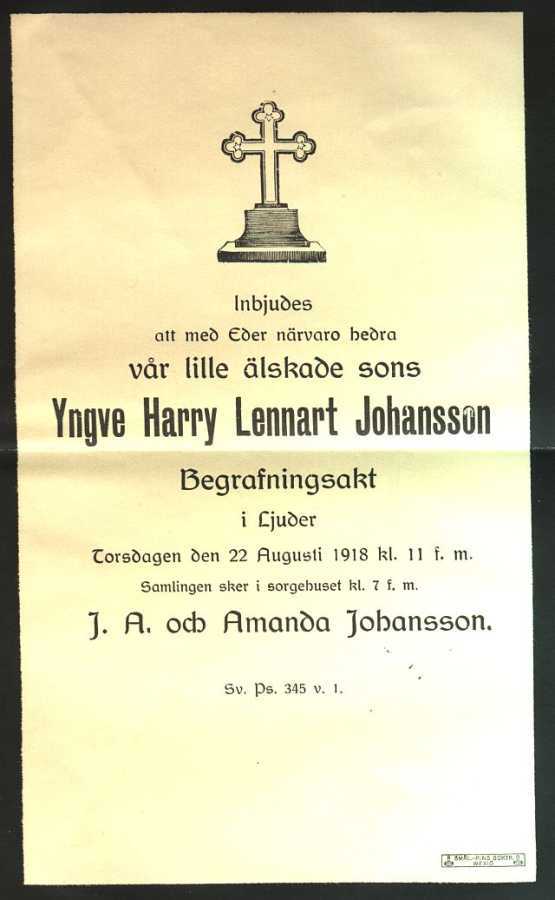 Inbjudes
att med Eder närvaro hedra
vår lille älskade sons
Yngve Harry Lennart Johansson
Begrafningsakt
i Ljuder
Torsdagen den 22 Augusti 1918 kl. 11 f. m.
Samlingen sker i sorgehuset kl. 7 f. m.
J. A. och Amanda Johansson.
Sv. Ps. 345 v. 1.